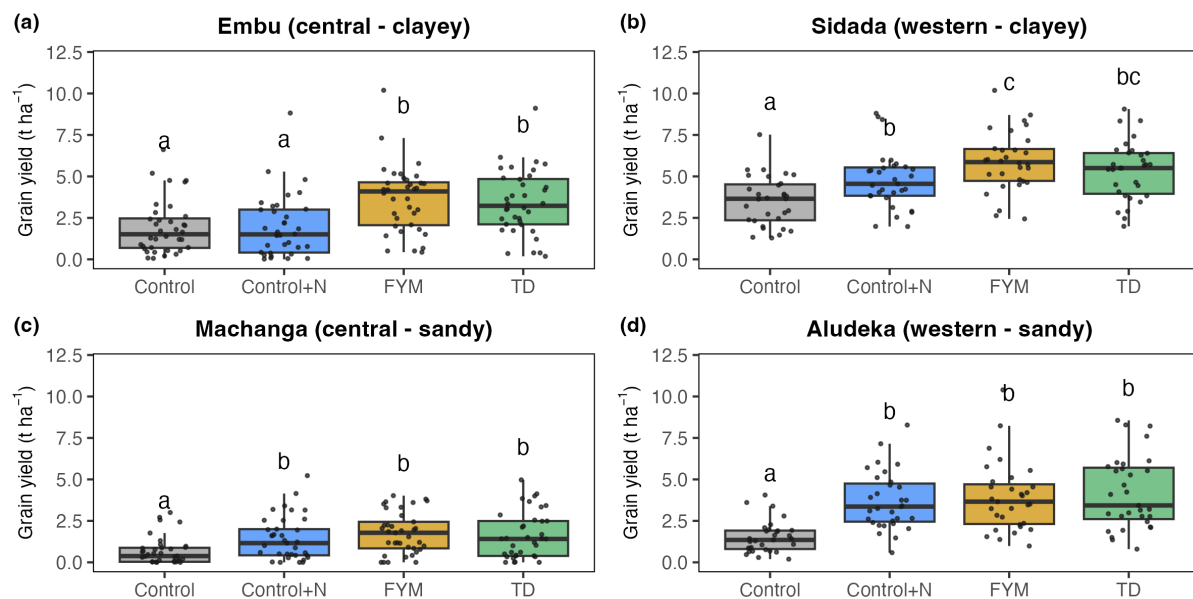 (a) Embu (central - clayey)
Grain yield (t ha⁻¹)
12.5
10.0
7.5
5.0
2.5
0.0
a
a
b
b
Control Control+N FYM TD
(b) Sidada (western - clayey)
Grain yield (t ha⁻¹)
12.5
10.0
7.5
5.0
2.5
0.0
a
b
c
bc
Control Control+N FYM TD
(c) Machanga (central - sandy)
Grain yield (t ha⁻¹)
12.5
10.0
7.5
5.0
2.5
0.0
a
b
b
b
Control Control+N FYM TD
(d) Aludeka (western - sandy)
Grain yield (t ha⁻¹)
12.5
10.0
7.5
5.0
2.5
0.0
a
b
b
b
Control Control+N FYM TD